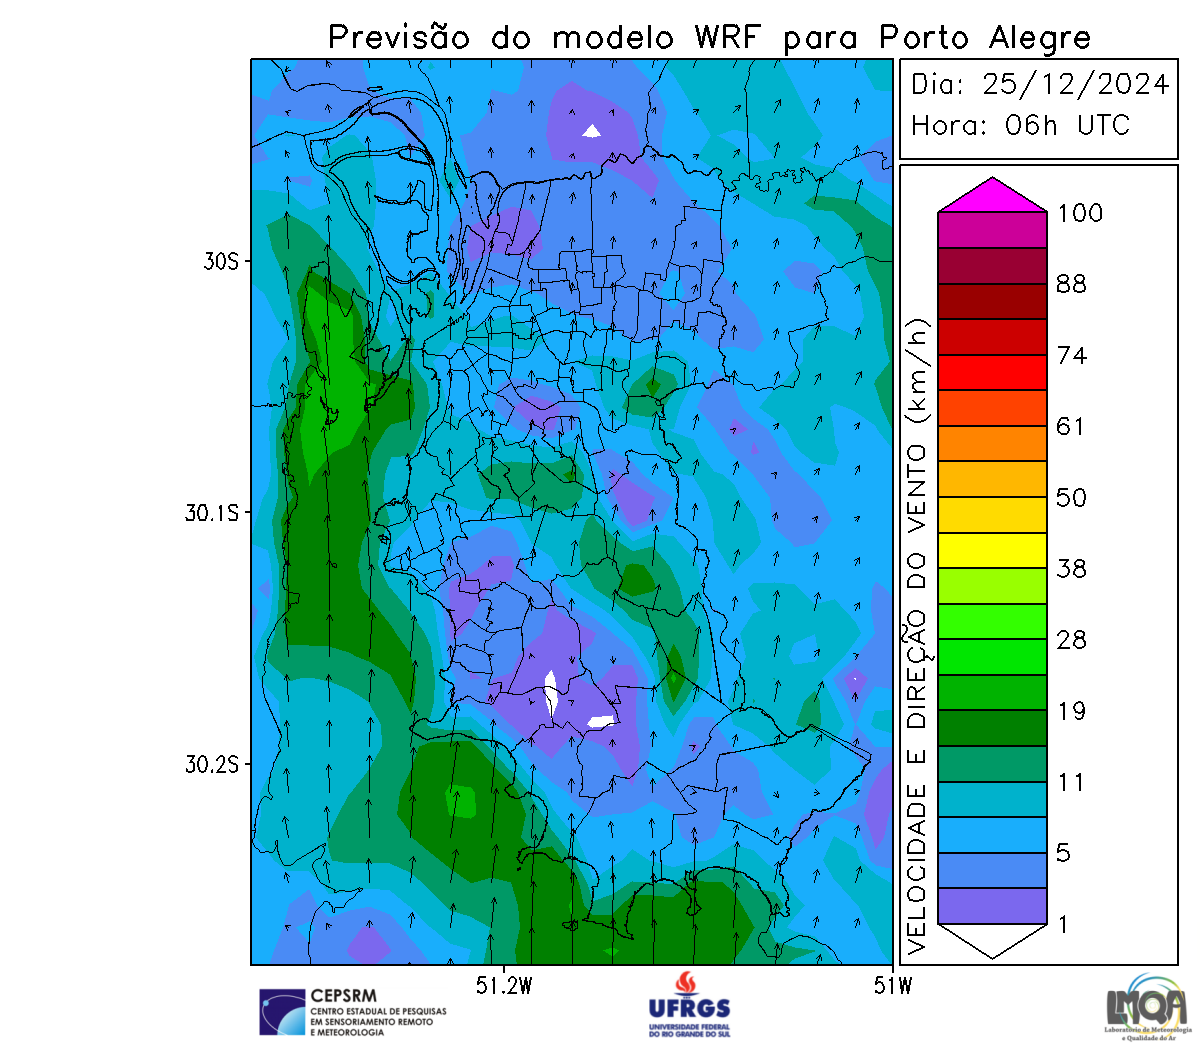 Previsão do modelo WRF para Porto Alegre
Dia: 25/12/2024
Hora: 06h UTC
30S
30.1S
30.2S
51.2W
51W
VELOCIDADE E DIREÇÃO DO VENTO (km/h)
100
88
74
61
50
38
28
19
11
5
1
CEPSRM
CENTRO ESTADUAL DE PESQUISAS
EM SENSORIAMENTO REMOTO
E METEOROLOGIA
UFRGS
UNIVERSIDADE FEDERAL
DO RIO GRANDE DO SUL
LMQA
Laboratório de Meteorologia
e Qualidade do Ar